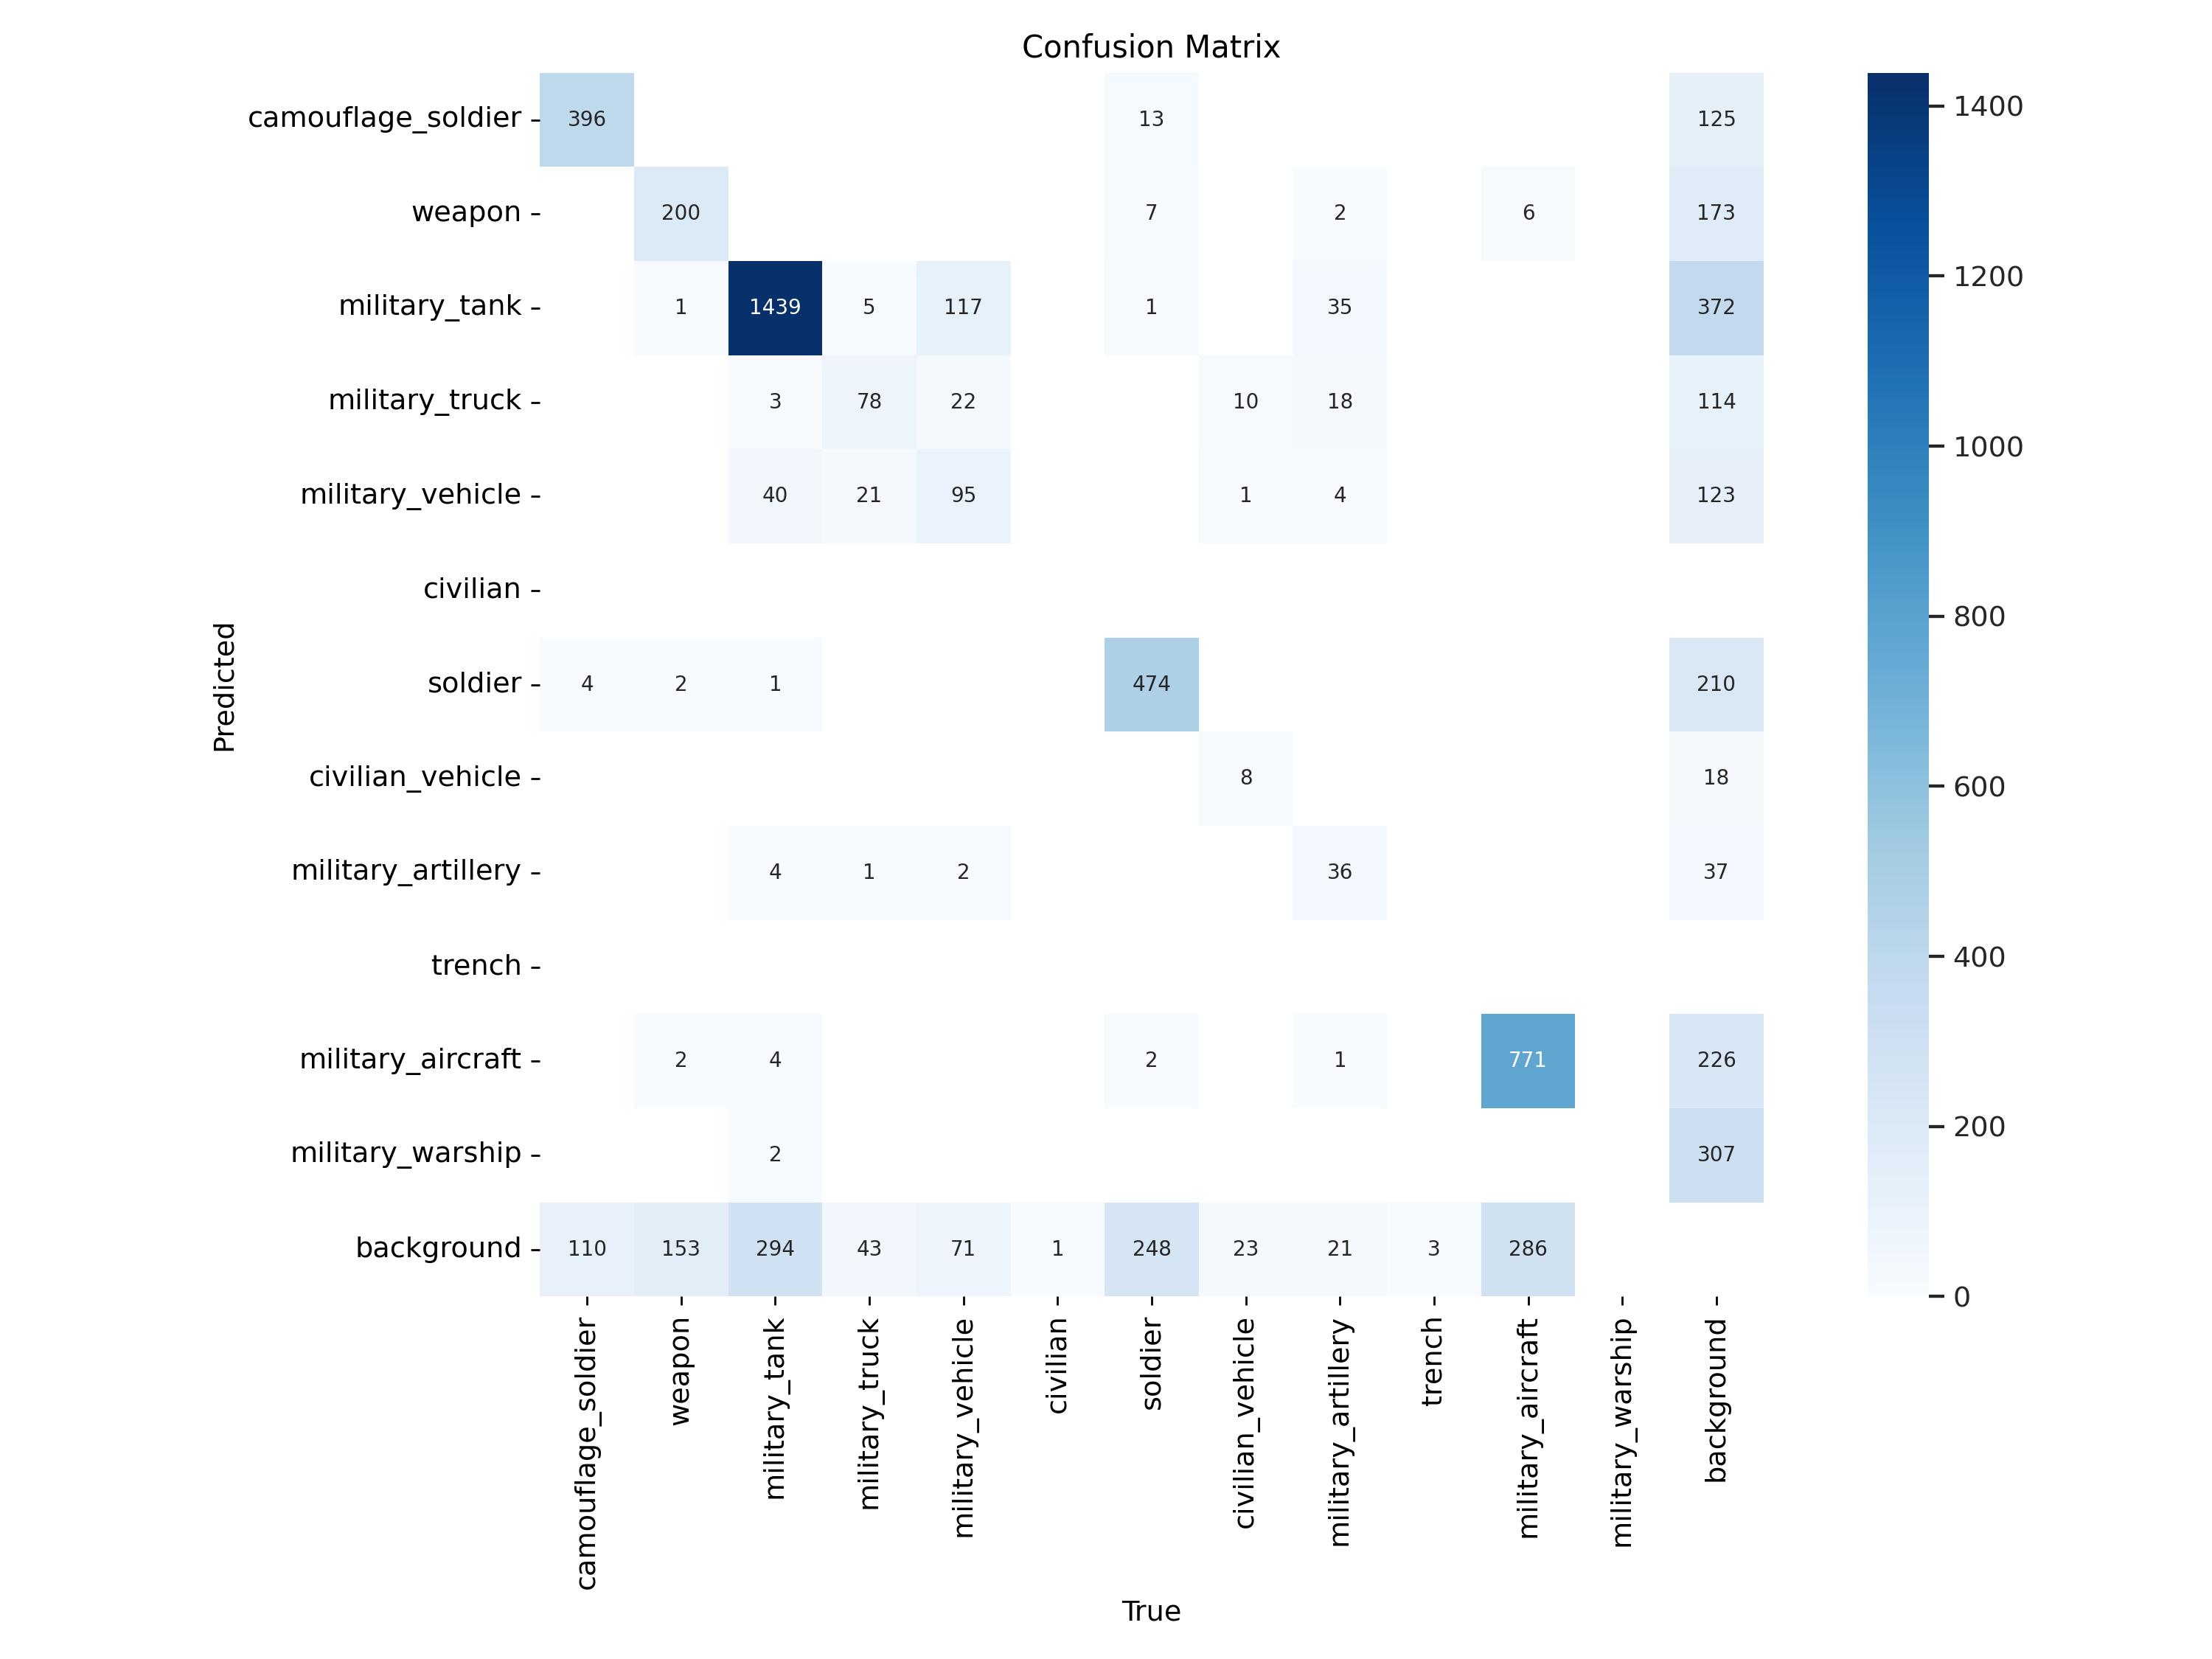 Confusion Matrix
camouflage_soldier 396 13 125
weapon 200 7 2 6 173
military_tank 1 1439 5 117 1 35 372
military_truck 3 78 22 10 18 114
military_vehicle 40 21 95 1 4 123
civilian
soldier 4 2 1 474 210
civilian_vehicle 8 18
military_artillery 4 1 2 36 37
trench
military_aircraft 2 4 2 1 771 226
military_warship 2 307
background 110 153 294 43 71 1 248 23 21 3 286
Predicted
camouflage_soldier
weapon
military_tank
military_truck
military_vehicle
civilian
soldier
civilian_vehicle
military_artillery
trench
military_aircraft
military_warship
background
True
1400
1200
1000
800
600
400
200
0